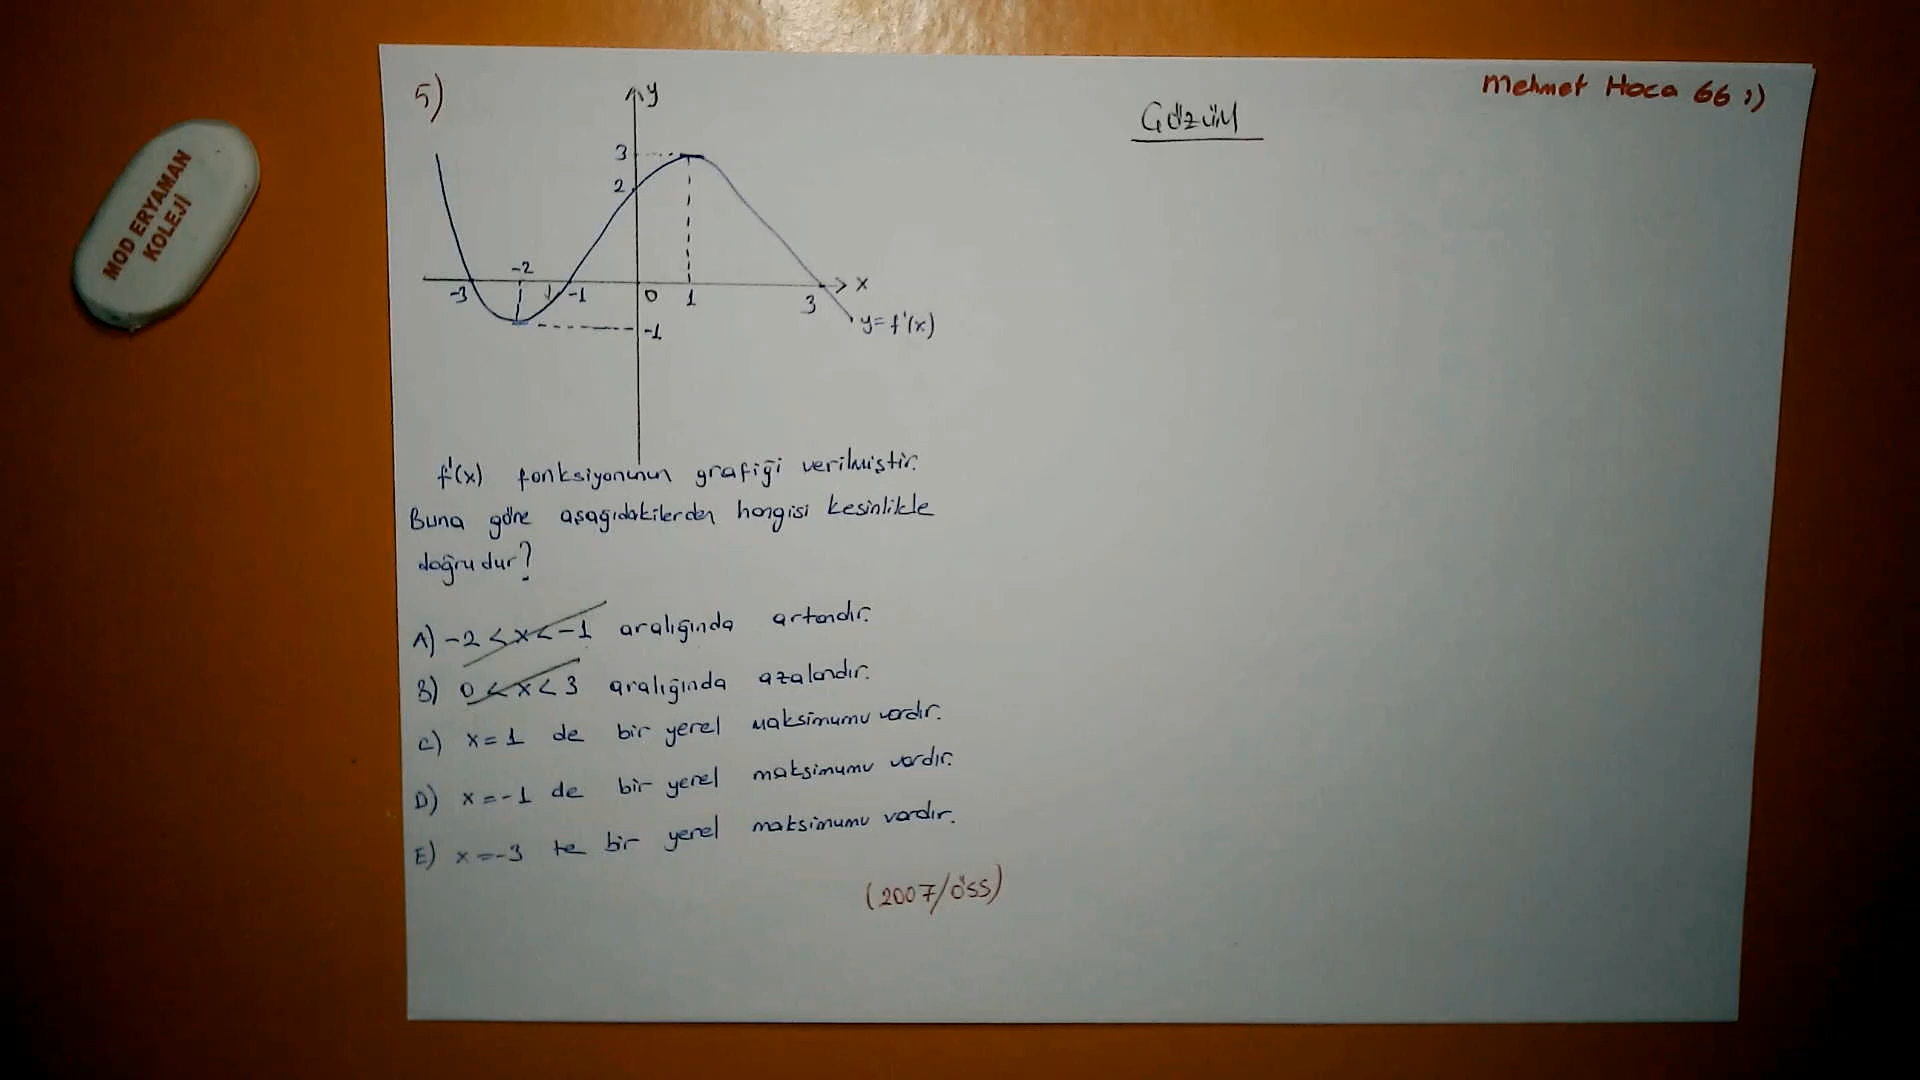 Mehmet Hoca 66 :)
5)
y
3
2
-2
-3
-1
0
1
3
x
-1
y=f'(x)
ÇÖZÜM
f'(x) fonksiyonunun grafiği verilmiştir.
Buna göre aşağıdakilerden hangisi kesinlikle
doğrudur?
A) -2 < x < -1 aralığında artandır.
B) 0 < x < 3 aralığında azalandır.
C) x = 1 de bir yerel maksimumu vardır.
D) x = -1 de bir yerel maksimumu vardır.
E) x = -3 te bir yerel maksimumu vardır.
(2007/ÖSS)
MOD ERYAMAN
KOLEJİ